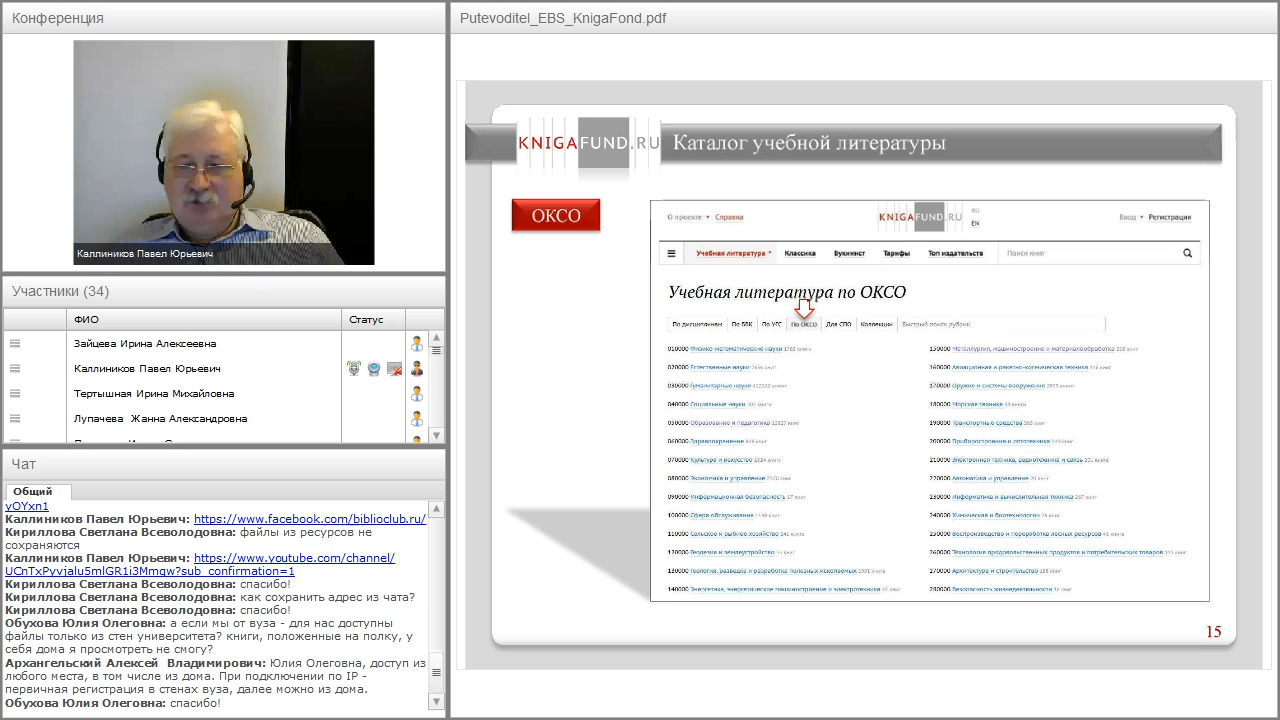 Конференция
Каллиников Павел Юрьевич
Участники (34)
ФИО
Статус
Зайцева Ирина Алексеевна
Каллиников Павел Юрьевич
Тертышная Ирина Михайловна
Лупачева Жанна Александровна
Чат
Общий
yOYxn1
Каллиников Павел Юрьевич: https://www.facebook.com/biblioclub.ru/
Кириллова Светлана Всеволодовна: файлы из ресурсов не
сохраняются
Каллиников Павел Юрьевич: https://www.youtube.com/channel/
Кириллова Светлана Всеволодовна: спасибо!
Кириллова Светлана Всеволодовна: как сохранить адрес из чата?
Кириллова Светлана Всеволодовна: спасибо!
Обухова Юлия Олеговна: а если мы от вуза - для нас доступны
файлы только из стен университета? книги, положенные на полку, у
себя дома я просмотреть не смогу?
Архангельский Алексей Владимирович: Юлия Олеговна, доступ из
любого места, в том числе из дома. При подключении по IP -
первичная регистрация в стенах вуза, далее можно из дома.
Обухова Юлия Олеговна: спасибо!
Putevoditel_EBS_KnigaFond.pdf
KNIGAFUND.RU Каталог учебной литературы
ОКСО
О проекте • Справка
KNIGAFUND.RU
RU
EN
Вход • Регистрация
Учебная литература Классика Букинист Тарифы Топ издательств Поиск книг
Учебная литература по ОКСО
По дисциплинам По ББК По УГС По ОКСО Для СПО Коллекции Быстрый поиск рубрики
010000 Физико-математические науки
020000 Естественные науки
030000 Гуманитарные науки
040000 Социальные науки
050000 Образование и педагогика
060000 Здравоохранение
070000 Культура и искусство
080000 Экономика и управление
090000 Информационная безопасность
100000 Сфера обслуживания
110000 Сельское и рыбное хозяйство
120000 Геодезия и землеустройство
130000 Геология, разведка и разработка полезных ископаемых
140000 Энергетика, энергетическое машиностроение и электротехника
150000 Металлургия, машиностроение и материалообработка
160000 Авиационная и ракетно-космическая техника
170000 Оружие и системы вооружения
180000 Морская техника
190000 Транспортные средства
200000 Приборостроение и оптотехника
210000 Электронная техника, радиотехника и связь
220000 Автоматика и управление
230000 Информатика и вычислительная техника
240000 Химическая и биотехнологии
250000 Воспроизводство и переработка лесных ресурсов
260000 Технология продовольственных продуктов и потребительских товаров
270000 Архитектура и строительство
280000 Безопасность жизнедеятельности
15